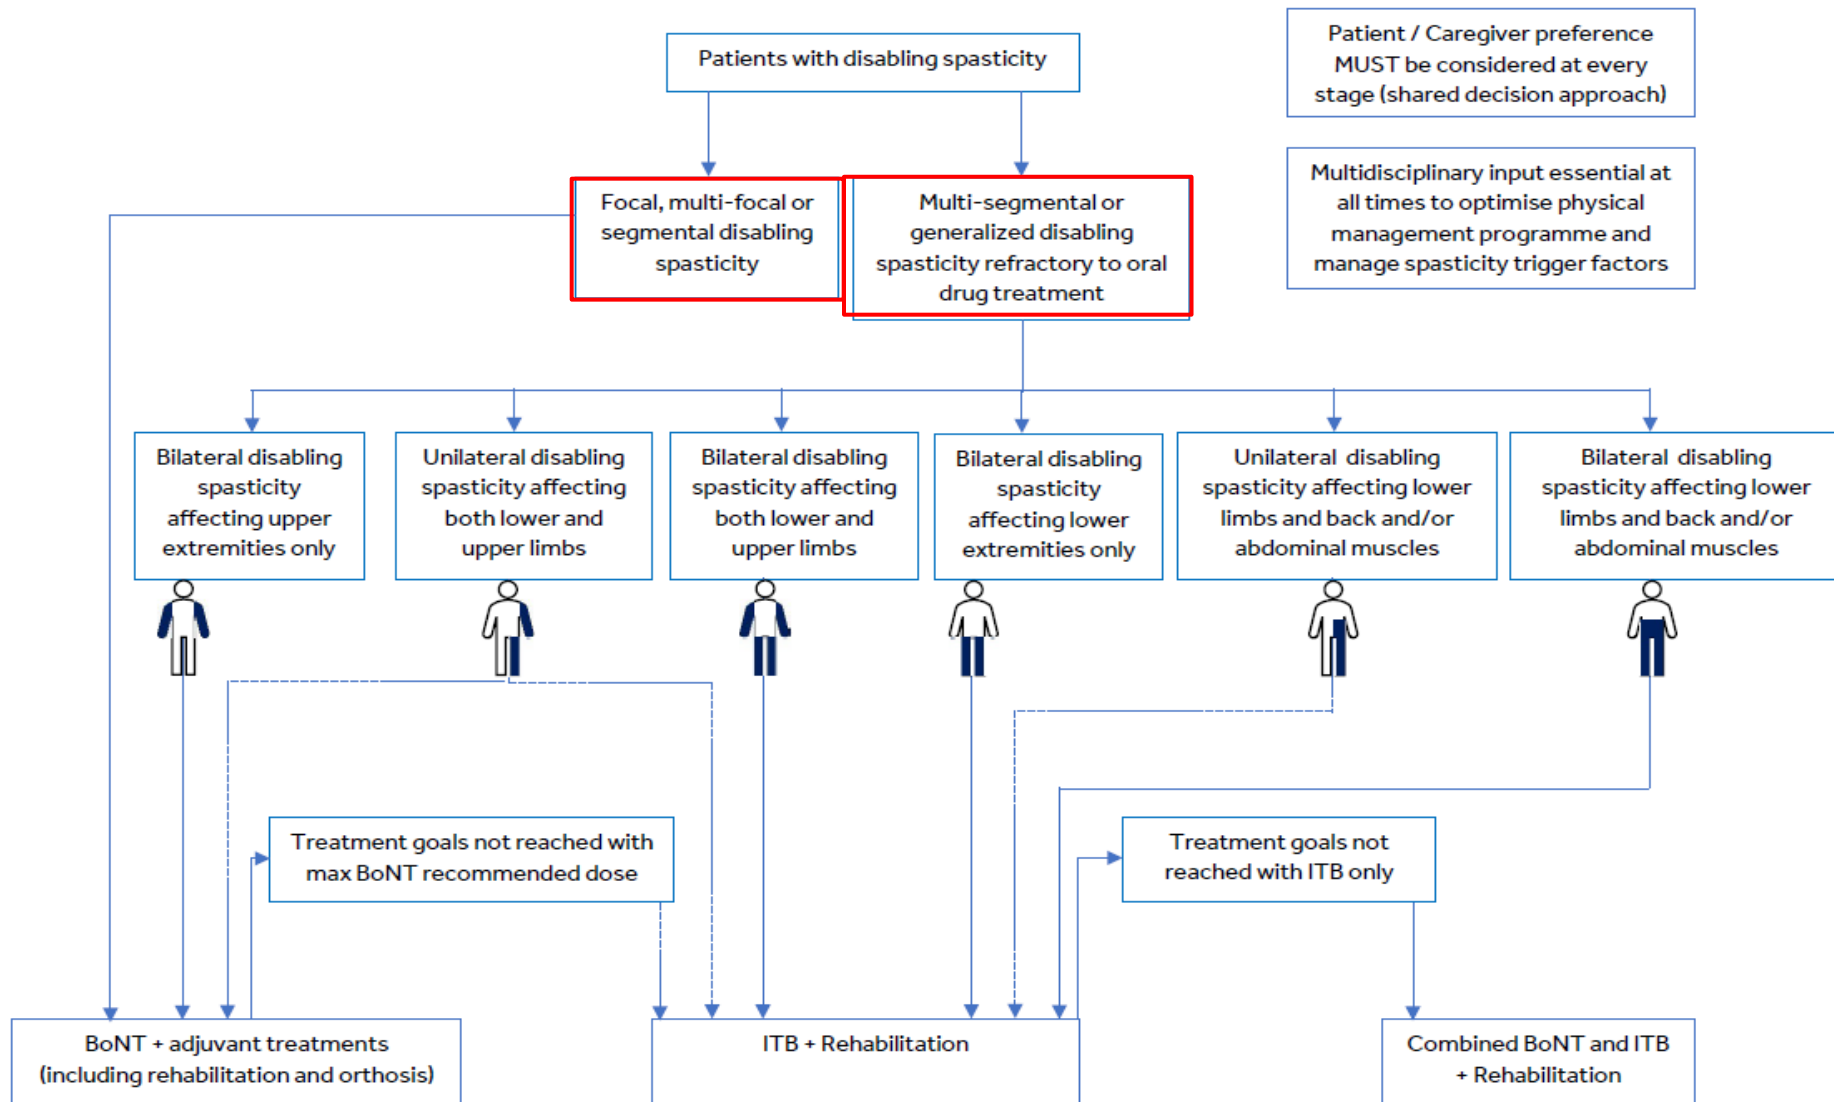 Patients with disabling spasticity
Patient / Caregiver preference
MUST be considered at every
stage (shared decision approach)
Multidisciplinary input essential at
all times to optimise physical
management programme and
manage spasticity trigger factors
Focal, multi-focal or
segmental disabling
spasticity
Multi-segmental or
generalized disabling
spasticity refractory to oral
drug treatment
Bilateral disabling
spasticity
affecting upper
extremities only
Unilateral disabling
spasticity affecting
both lower and
upper limbs
Bilateral disabling
spasticity affecting
both lower and
upper limbs
Bilateral disabling
spasticity
affecting lower
extremities only
Unilateral disabling
spasticity affecting lower
limbs and back and/or
abdominal muscles
Bilateral disabling
spasticity affecting lower
limbs and back and/or
abdominal muscles
Treatment goals not reached with
max BoNT recommended dose
Treatment goals not
reached with ITB only
BoNT + adjuvant treatments
(including rehabilitation and orthosis)
ITB + Rehabilitation
Combined BoNT and ITB
+ Rehabilitation